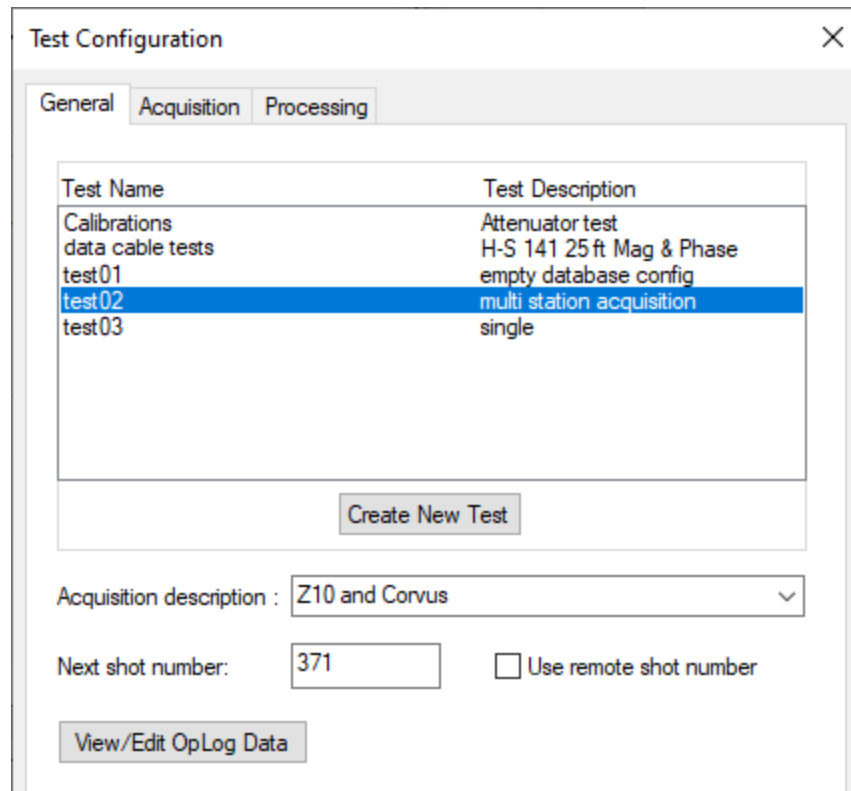 Test Configuration
General Acquisition Processing
Test Name Test Description
Calibrations Attenuator test
data cable tests H-S 141 25 ft Mag & Phase
test01 empty database config
test02 multi station acquisition
test03 single
Create New Test
Acquisition description : Z10 and Corvus
Next shot number: 371 Use remote shot number
View/Edit OpLog Data